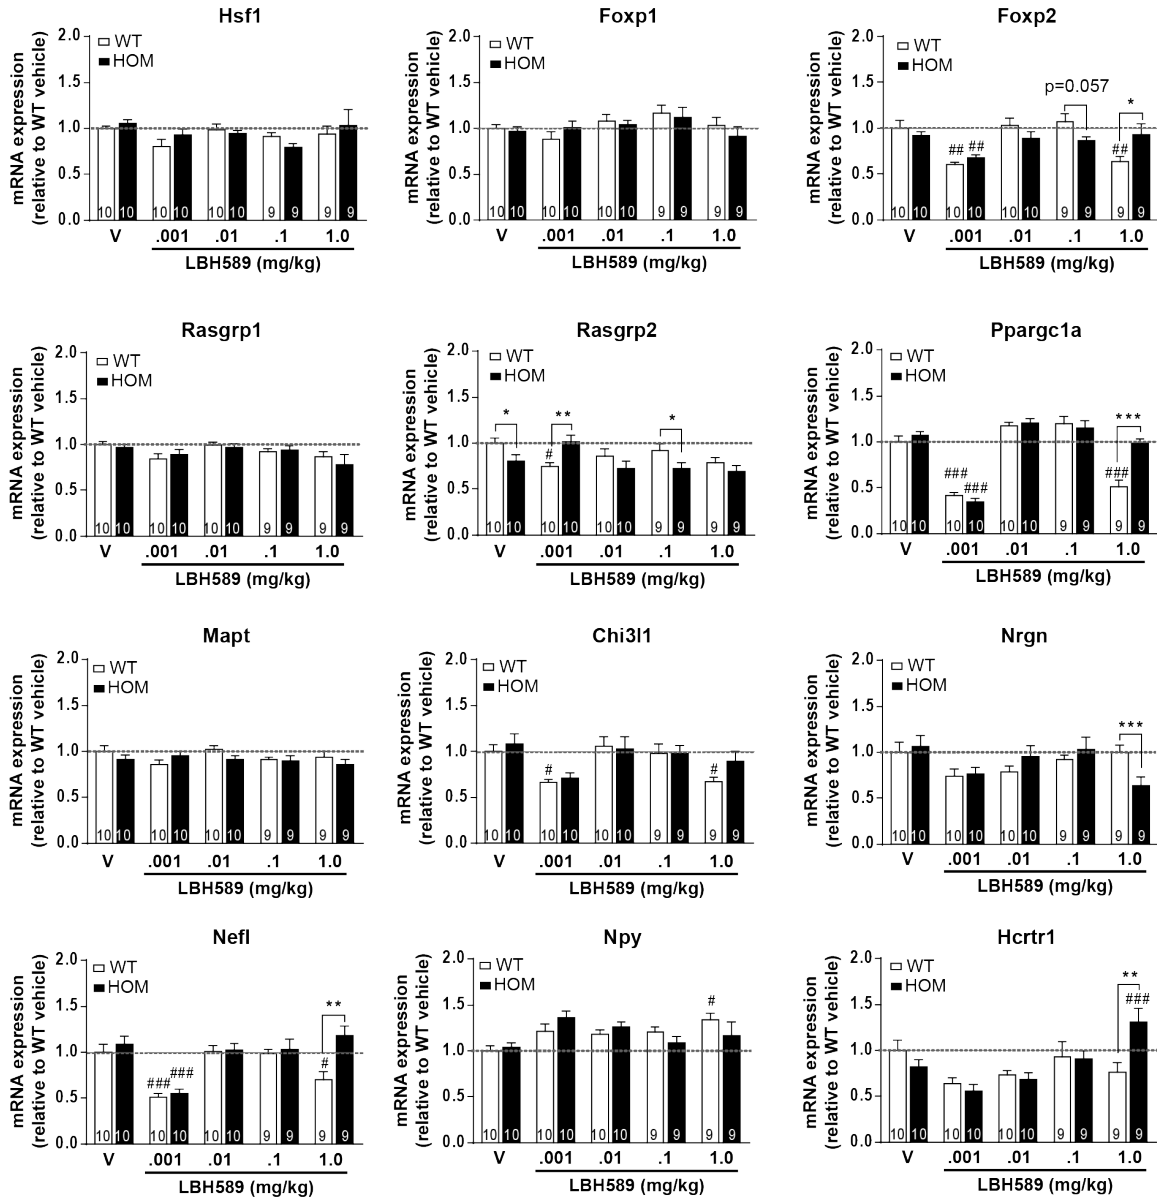 Hsf1
mRNA expression
(relative to WT vehicle)
2.0
1.5
1.0
0.5
0.0
WT
HOM
10 10 10 10 10 10 9 9 9 9
V .001 .01 .1 1.0
LBH589 (mg/kg)
Foxp1
mRNA expression
(relative to WT vehicle)
2.0
1.5
1.0
0.5
0.0
WT
HOM
10 10 10 10 10 10 9 9 9 9
V .001 .01 .1 1.0
LBH589 (mg/kg)
Foxp2
mRNA expression
(relative to WT vehicle)
2.0
1.5
1.0
0.5
0.0
WT
HOM
p=0.057
*
## ## ##
10 10 10 10 10 10 9 9 9 9
V .001 .01 .1 1.0
LBH589 (mg/kg)
Rasgrp1
mRNA expression
(relative to WT vehicle)
2.0
1.5
1.0
0.5
0.0
WT
HOM
10 10 10 10 10 10 9 9 9 9
V .001 .01 .1 1.0
LBH589 (mg/kg)
Rasgrp2
mRNA expression
(relative to WT vehicle)
2.0
1.5
1.0
0.5
0.0
WT
HOM
* ** *
#
10 10 10 10 10 10 9 9 9 9
V .001 .01 .1 1.0
LBH589 (mg/kg)
Ppargc1a
mRNA expression
(relative to WT vehicle)
2.0
1.5
1.0
0.5
0.0
WT
HOM
***
### ### ###
10 10 10 10 10 10 9 9 9 9
V .001 .01 .1 1.0
LBH589 (mg/kg)
Mapt
mRNA expression
(relative to WT vehicle)
2.0
1.5
1.0
0.5
0.0
WT
HOM
10 10 10 10 10 10 9 9 9 9
V .001 .01 .1 1.0
LBH589 (mg/kg)
Chi3l1
mRNA expression
(relative to WT vehicle)
2.0
1.5
1.0
0.5
0.0
WT
HOM
# #
10 10 10 10 10 10 9 9 9 9
V .001 .01 .1 1.0
LBH589 (mg/kg)
Nrgn
mRNA expression
(relative to WT vehicle)
2.0
1.5
1.0
0.5
0.0
WT
HOM
***
10 10 10 10 10 10 9 9 9 9
V .001 .01 .1 1.0
LBH589 (mg/kg)
Nefl
mRNA expression
(relative to WT vehicle)
2.0
1.5
1.0
0.5
0.0
WT
HOM
**
### ### #
10 10 10 10 10 10 9 9 9 9
V .001 .01 .1 1.0
LBH589 (mg/kg)
Npy
mRNA expression
(relative to WT vehicle)
2.0
1.5
1.0
0.5
0.0
WT
HOM
#
10 10 10 10 10 10 9 9 9 9
V .001 .01 .1 1.0
LBH589 (mg/kg)
Hcrtr1
mRNA expression
(relative to WT vehicle)
2.0
1.5
1.0
0.5
0.0
WT
HOM
**
###
10 10 10 10 10 10 9 9 9 9
V .001 .01 .1 1.0
LBH589 (mg/kg)